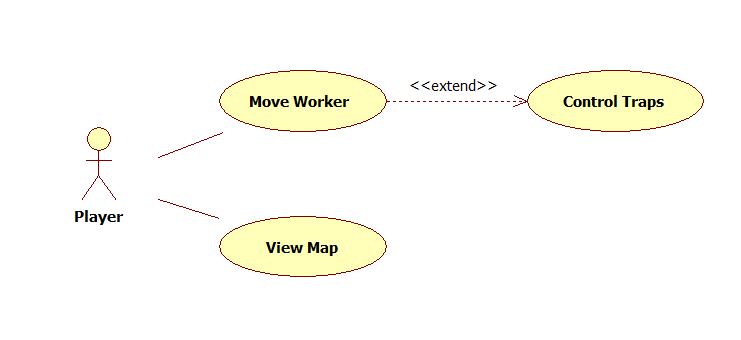 <<extend>>
Move Worker
Control Traps
Player
View Map